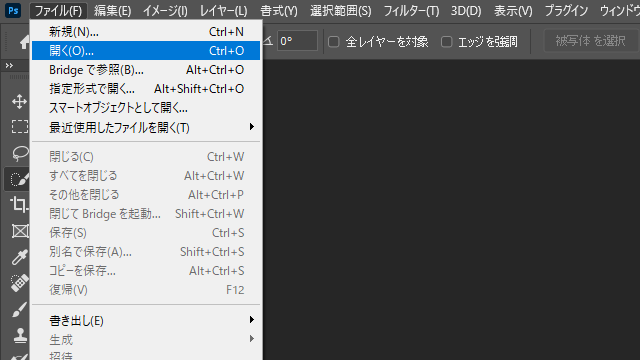 Ps ファイル(F) 編集(E) イメージ(I) レイヤー(L) 書式(Y) 選択範囲(S) フィルター(T) 3D(D) 表示(V) プラグイン ウィンドウ
0° 全レイヤーを対象 エッジを強調 被写体を選択
新規(N)... Ctrl+N
開く(O)... Ctrl+O
Bridge で参照(B)... Alt+Ctrl+O
指定形式で開く... Alt+Shift+Ctrl+O
スマートオブジェクトとして開く...
最近使用したファイルを開く(T)
閉じる(C) Ctrl+W
すべてを閉じる Alt+Ctrl+W
その他を閉じる Alt+Ctrl+P
閉じて Bridge を起動... Shift+Ctrl+W
保存(S) Ctrl+S
別名で保存(A)... Shift+Ctrl+S
コピーを保存... Alt+Ctrl+S
復帰(V) F12
書き出し(E)
生成
招待